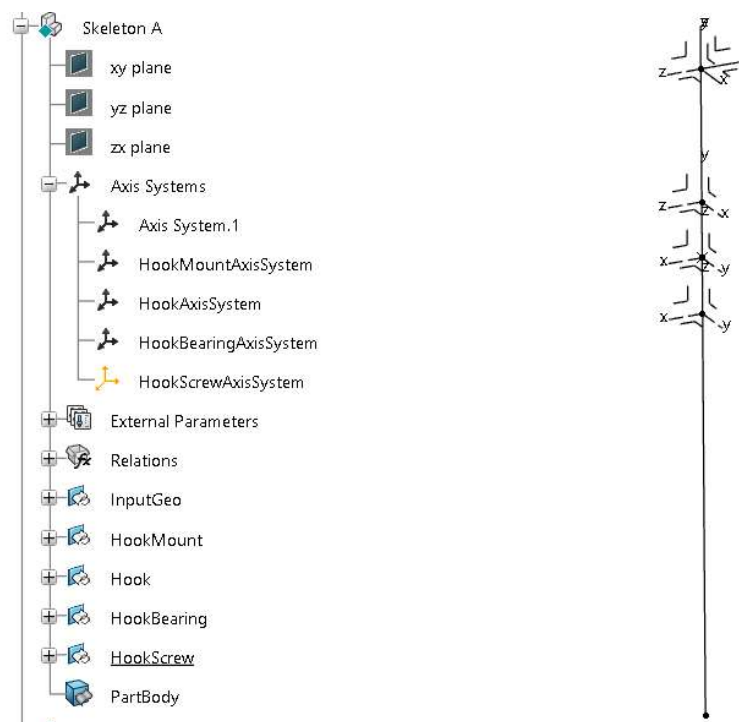 Skeleton A
xy plane
yz plane
zx plane
Axis Systems
Axis System.1
HookMountAxisSystem
HookAxisSystem
HookBearingAxisSystem
HookScrewAxisSystem
External Parameters
Relations
InputGeo
HookMount
Hook
HookBearing
HookScrew
PartBody
z
x
y
z
z
x
x
z
y
x
y